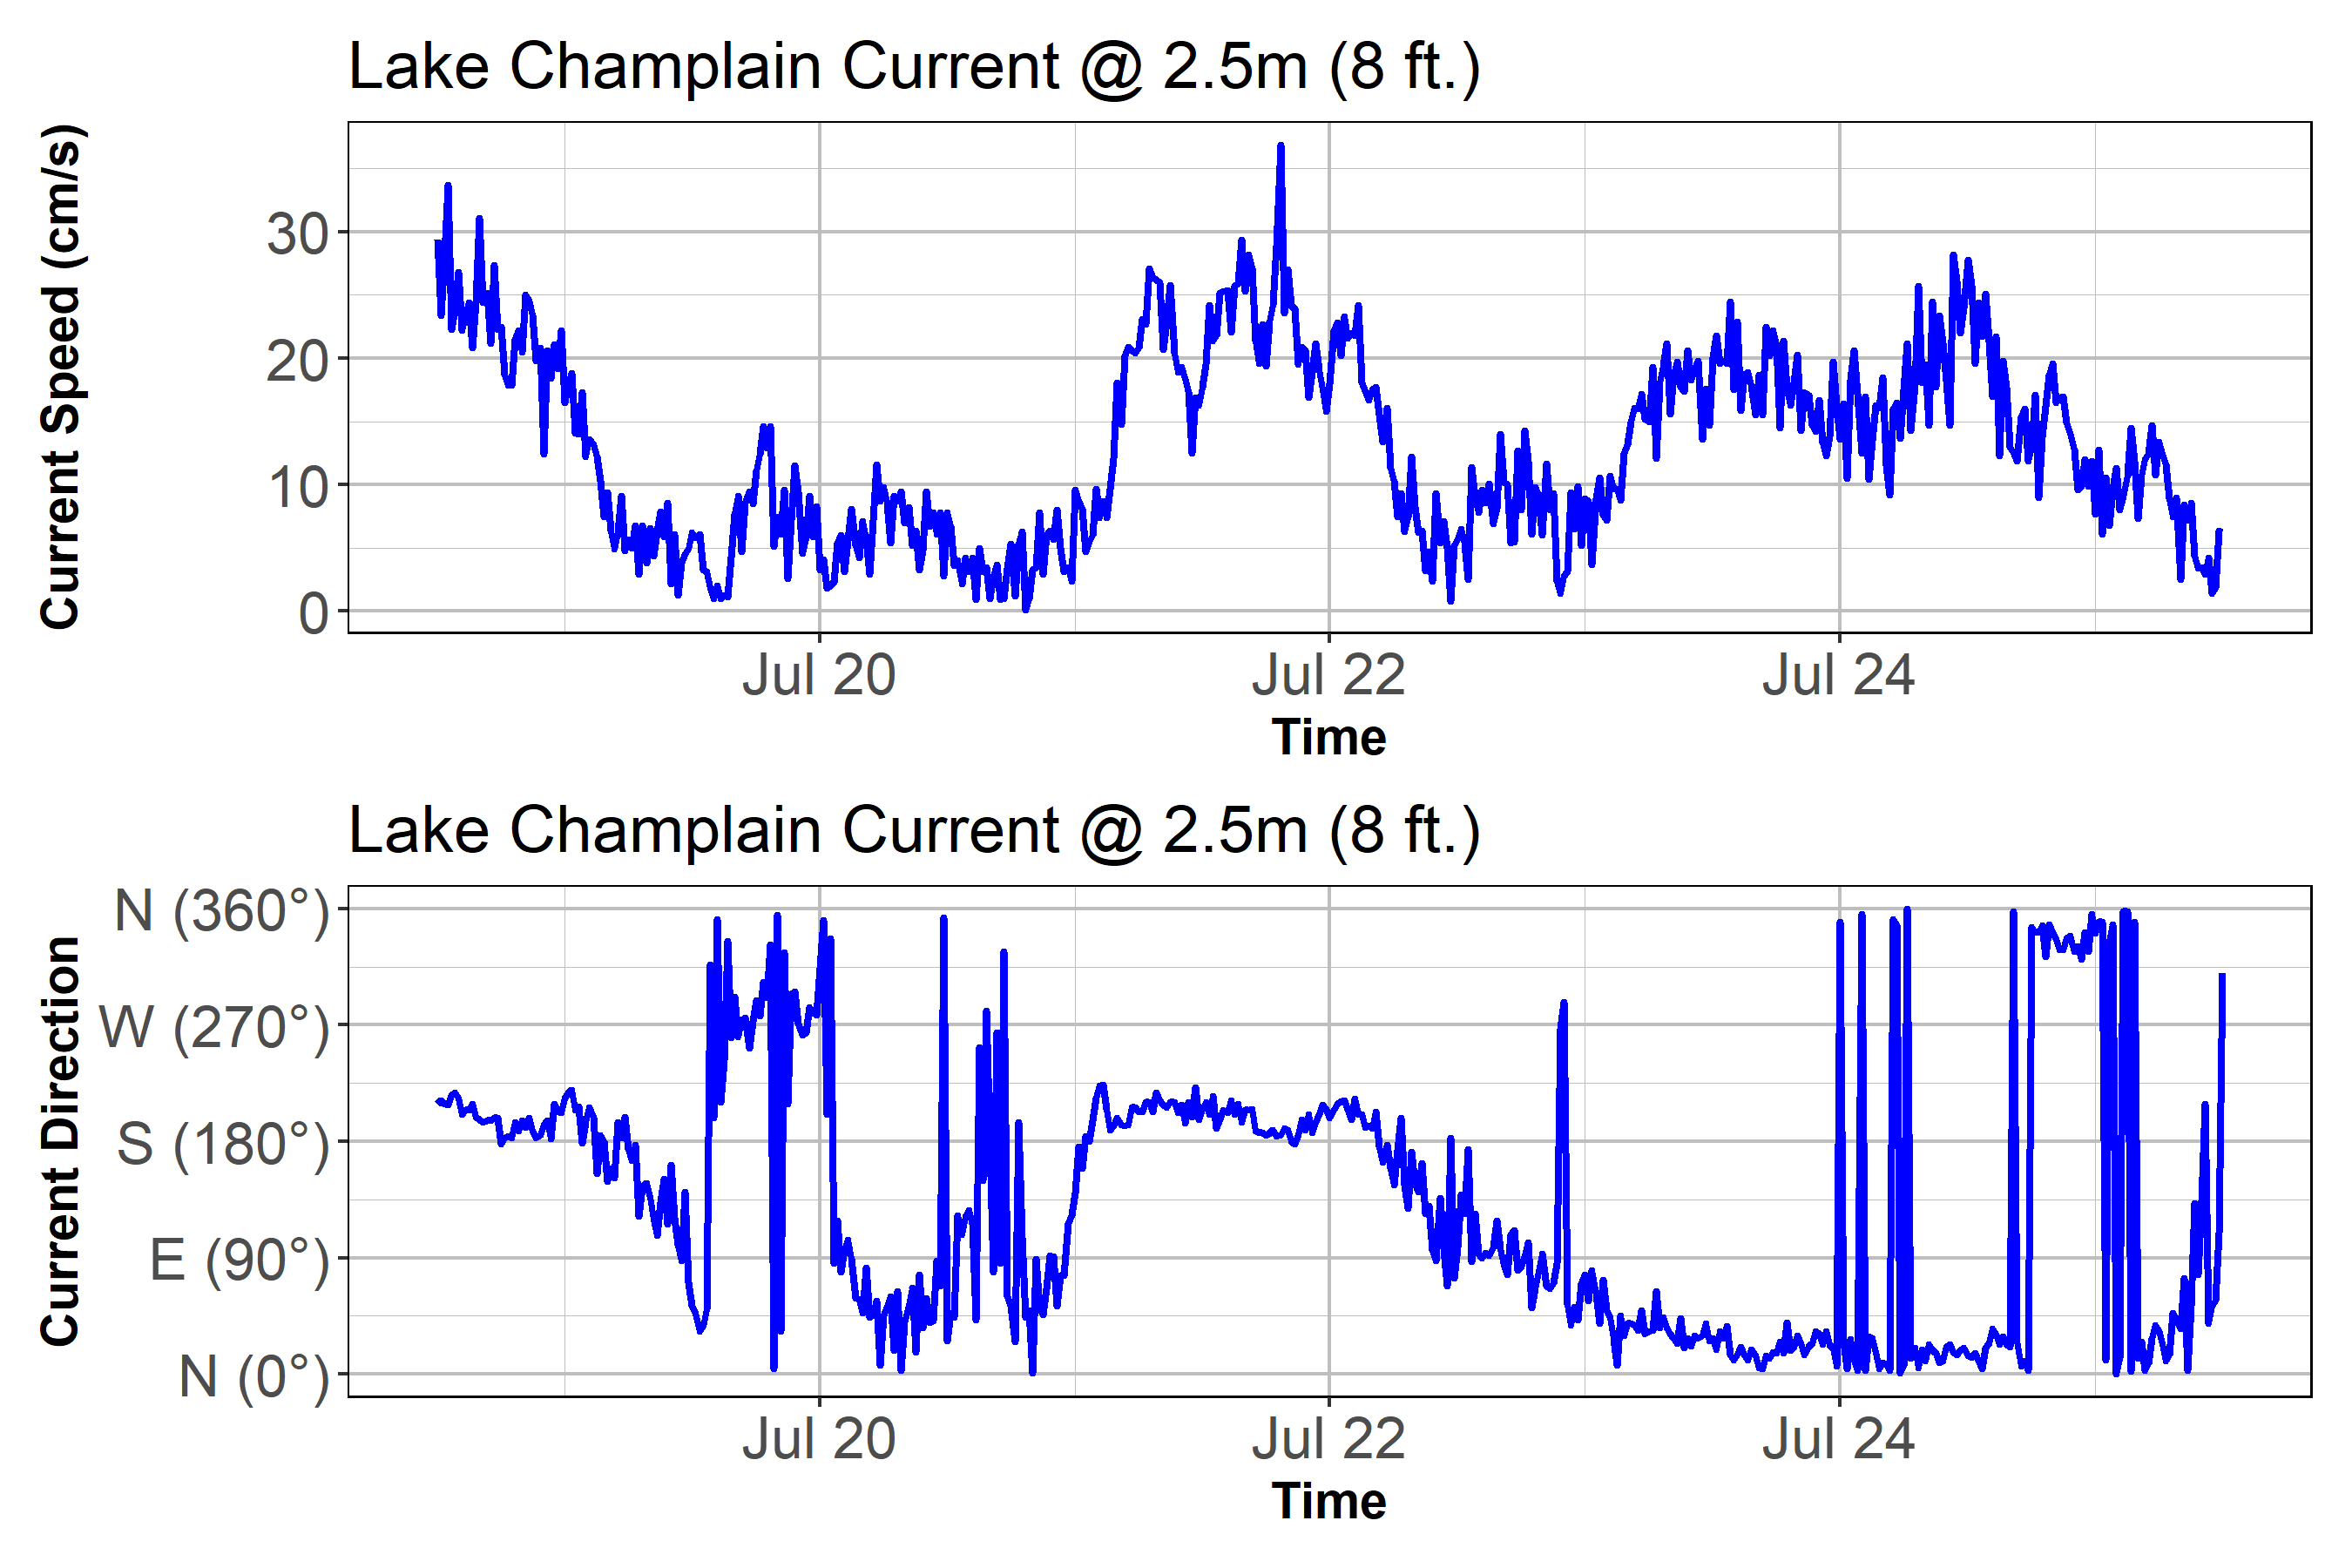 Lake Champlain Current @ 2.5m (8 ft.)
Current Speed (cm/s)
30
20
10
0
Jul 20 Jul 22 Jul 24
Time
Lake Champlain Current @ 2.5m (8 ft.)
Current Direction
N (360°)
W (270°)
S (180°)
E (90°)
N (0°)
Jul 20 Jul 22 Jul 24
Time